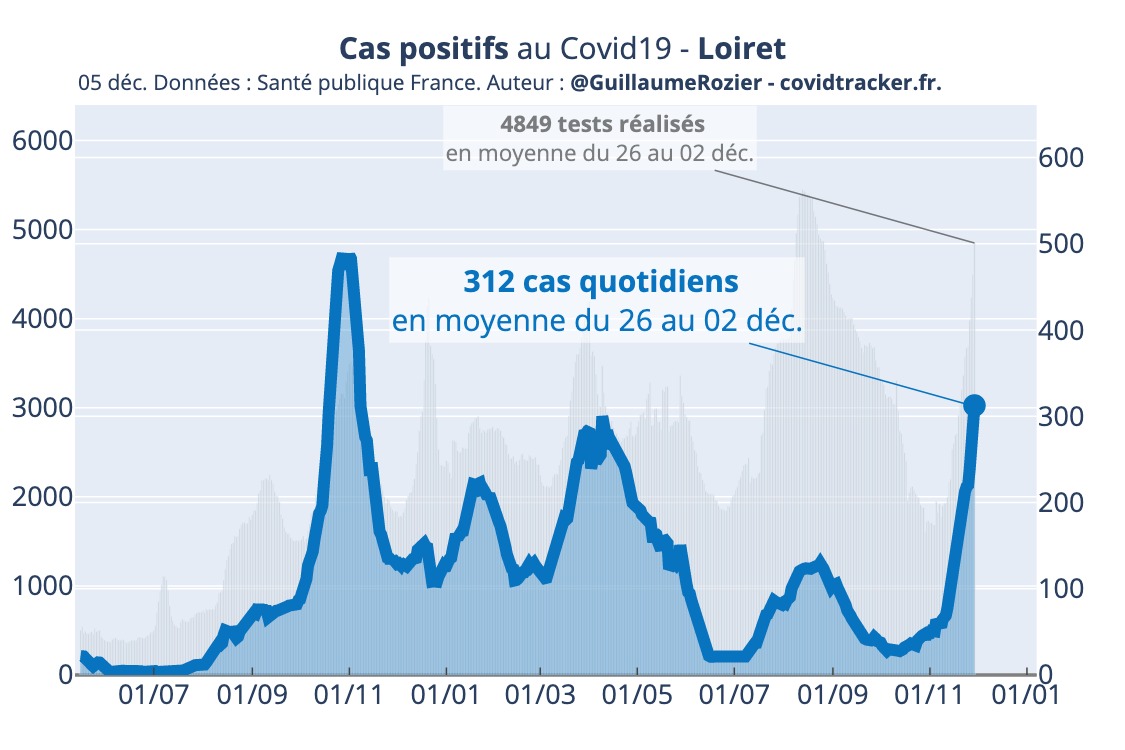 Cas positifs au Covid19 - Loiret
05 déc. Données : Santé publique France. Auteur : @GuillaumeRozier - covidtracker.fr.
4849 tests réalisés
en moyenne du 26 au 02 déc.
312 cas quotidiens
en moyenne du 26 au 02 déc.
6000
5000
4000
3000
2000
1000
0
600
500
400
300
200
100
0
01/07 01/09 01/11 01/01 01/03 01/05 01/07 01/09 01/11 01/01